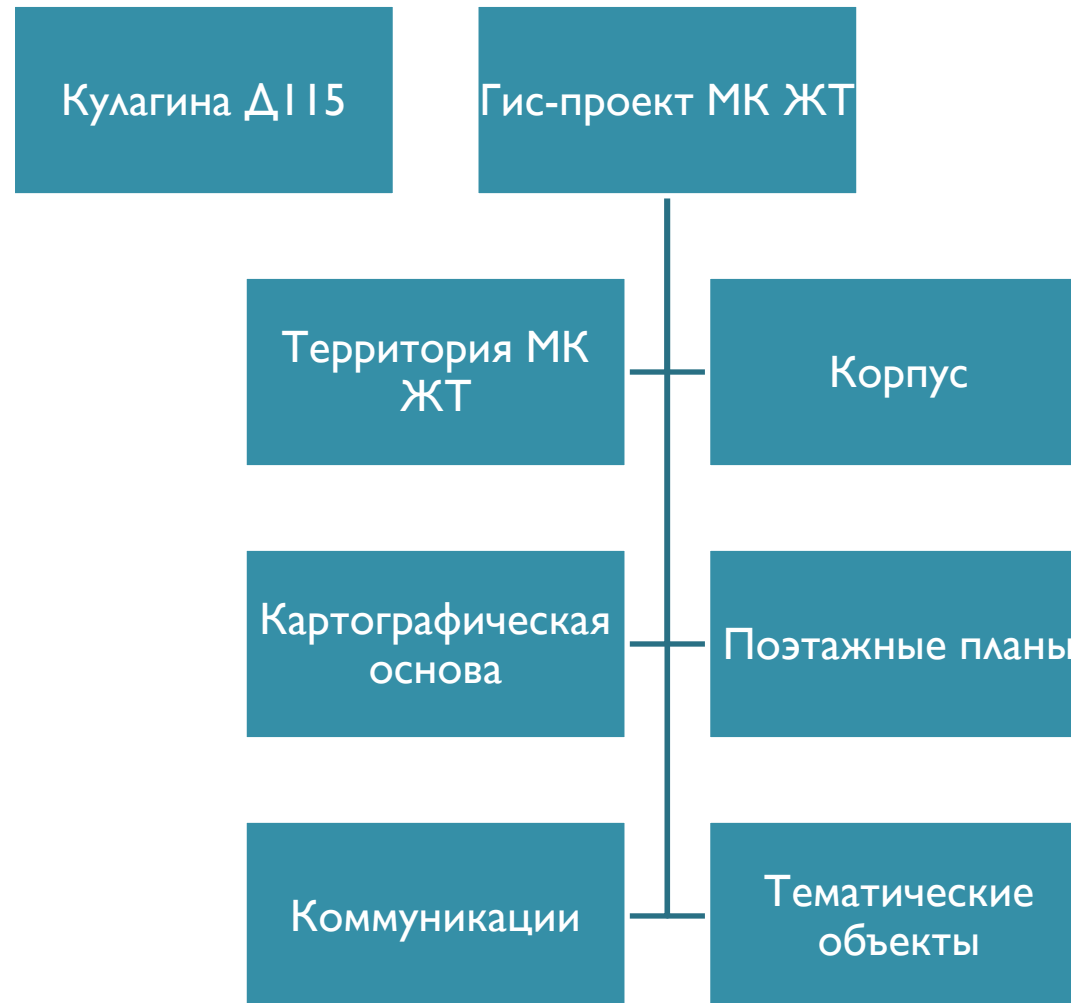 Кулагина Д115
Гис-проект МК ЖТ
Территория МК
ЖТ
Корпус
Картографическая
основа
Поэтажные планы
Коммуникации
Тематические
объекты